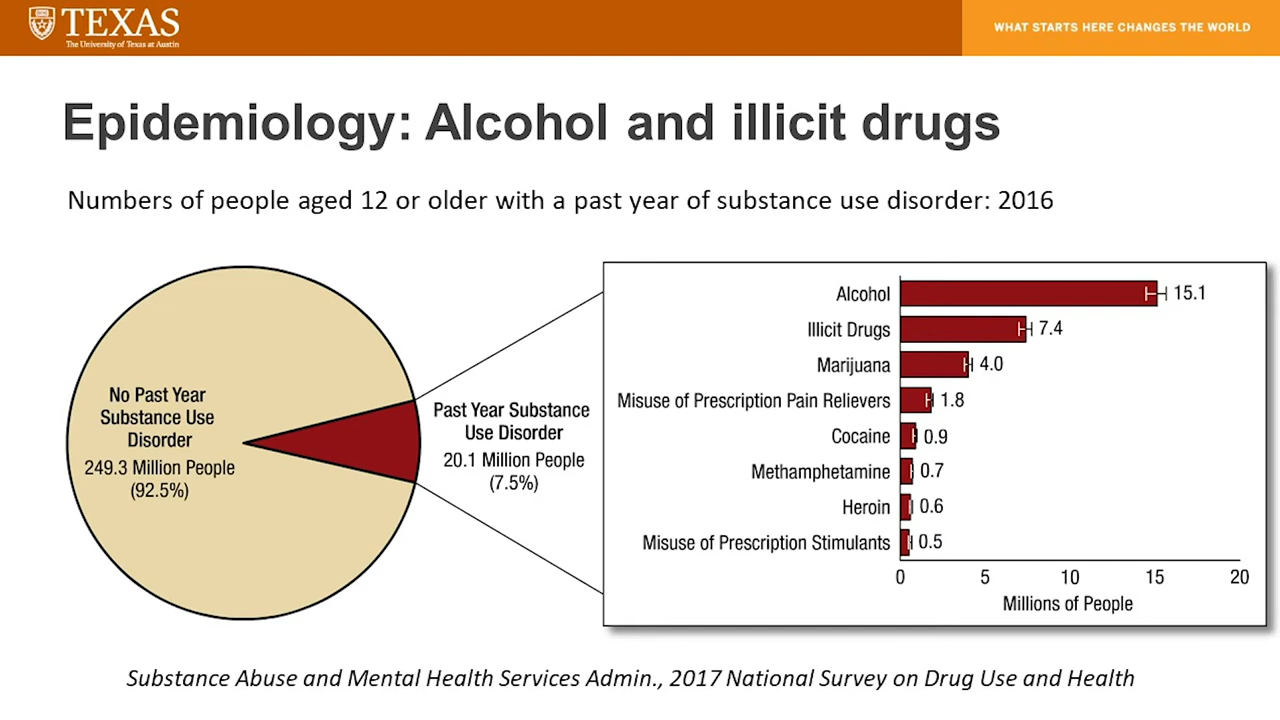 TEXAS
The University of Texas at Austin
WHAT STARTS HERE CHANGES THE WORLD
Epidemiology: Alcohol and illicit drugs
Numbers of people aged 12 or older with a past year of substance use disorder: 2016
No Past Year
Substance Use
Disorder
249.3 Million People
(92.5%)
Past Year Substance
Use Disorder
20.1 Million People
(7.5%)
Alcohol 15.1
Illicit Drugs 7.4
Marijuana 4.0
Misuse of Prescription Pain Relievers 1.8
Cocaine 0.9
Methamphetamine 0.7
Heroin 0.6
Misuse of Prescription Stimulants 0.5
0 5 10 15 20
Millions of People
Substance Abuse and Mental Health Services Admin., 2017 National Survey on Drug Use and Health